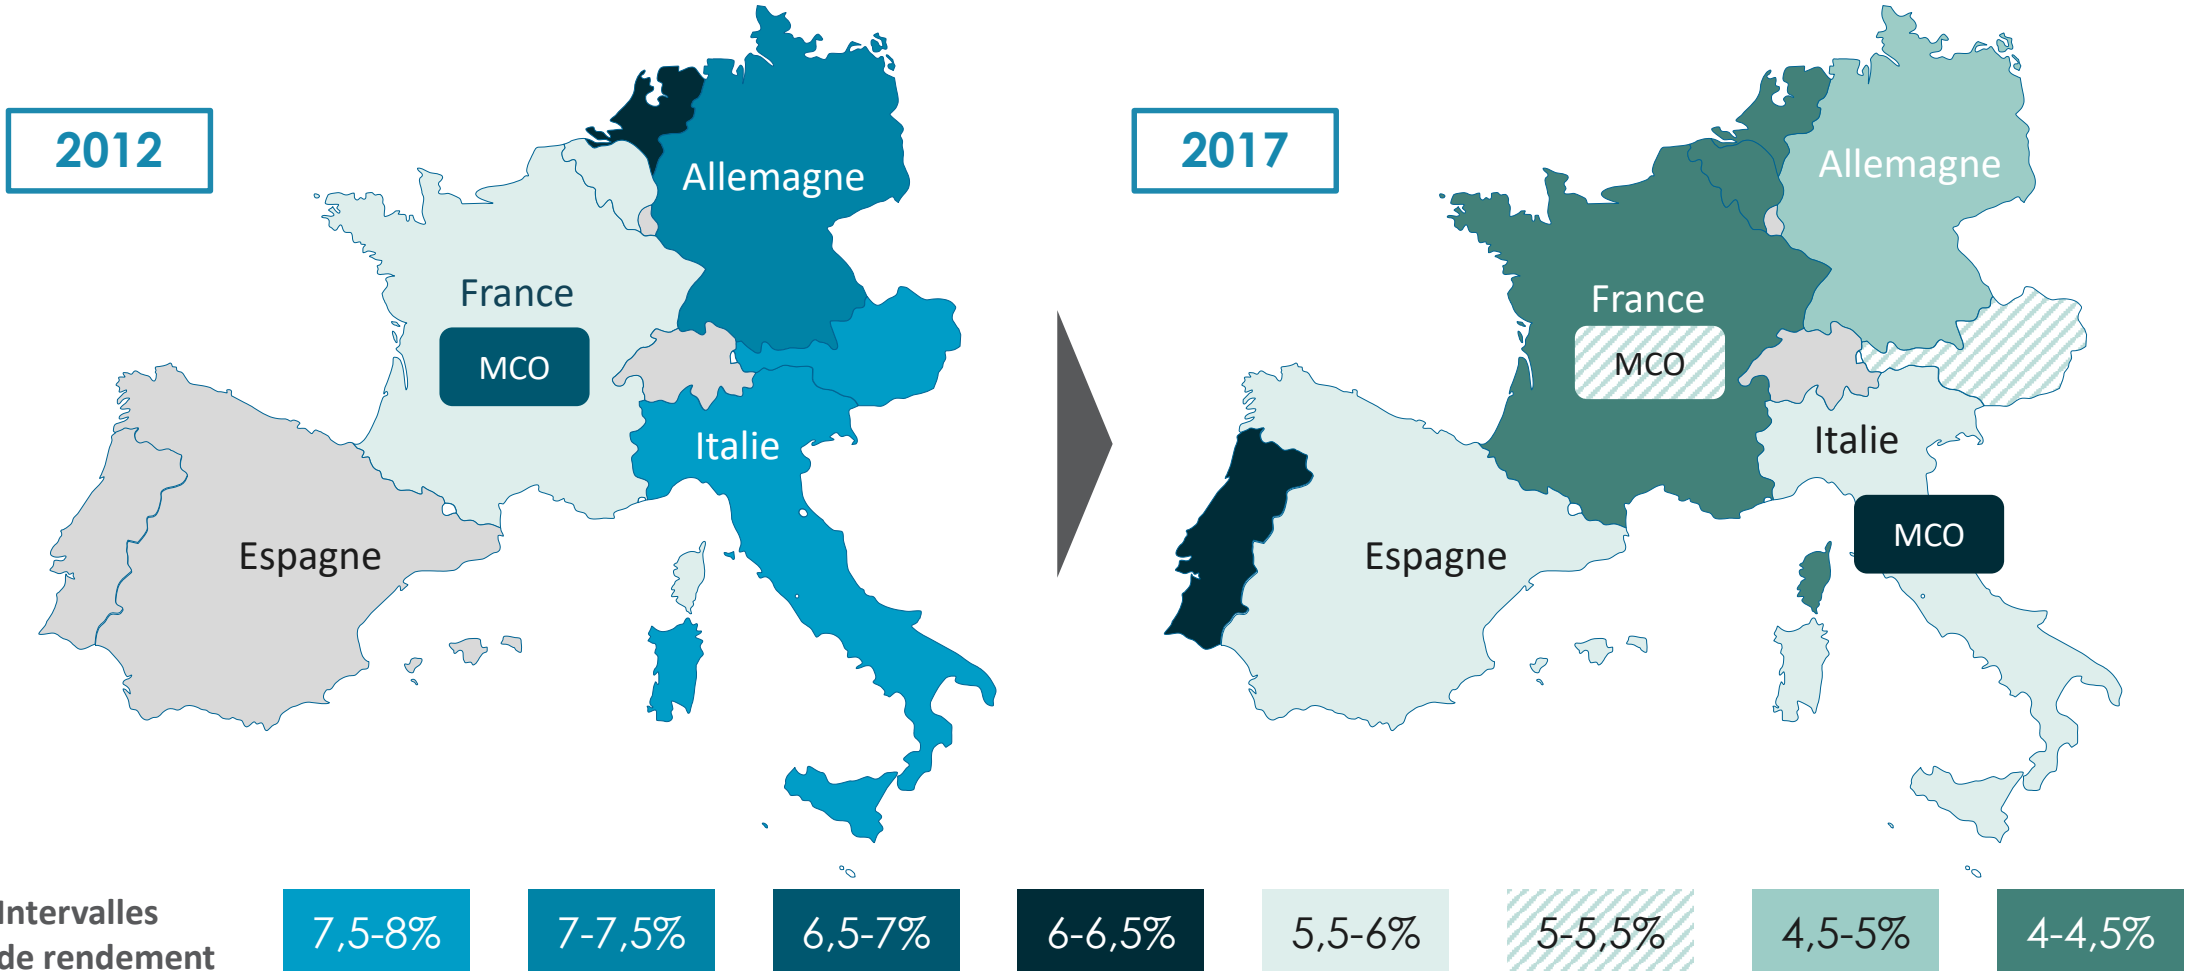 2012
Allemagne
France
MCO
Italie
Espagne
2017
Allemagne
France
MCO
Italie
MCO
Espagne
Intervalles
de rendement
7,5-8%
7-7,5%
6,5-7%
6-6,5%
5,5-6%
5-5,5%
4,5-5%
4-4,5%